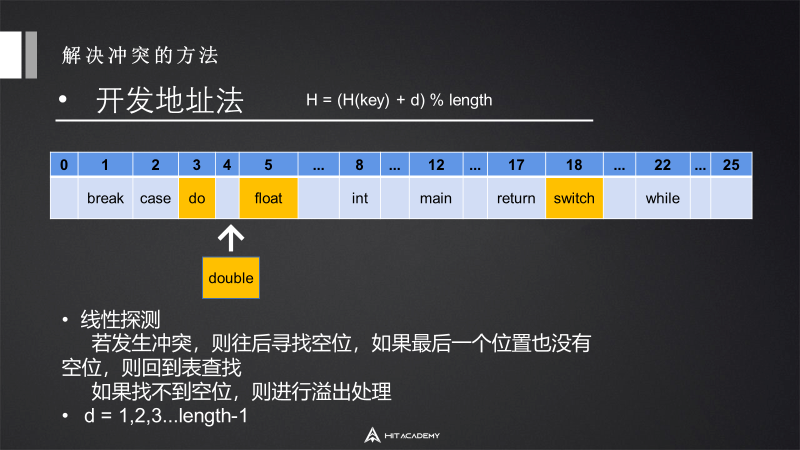 解决冲突的方法
• 开发地址法
H = (H(key) + d) % length
0 1 2 3 4 5 ... 8 ... 12 ... 17 18 ... 22 ... 25
break case do float int main return switch while
double
• 线性探测
若发生冲突，则往后寻找空位，如果最后一个位置也没有
空位，则回到表查找
如果找不到空位，则进行溢出处理
• d = 1,2,3...length-1
HIT ACADEMY